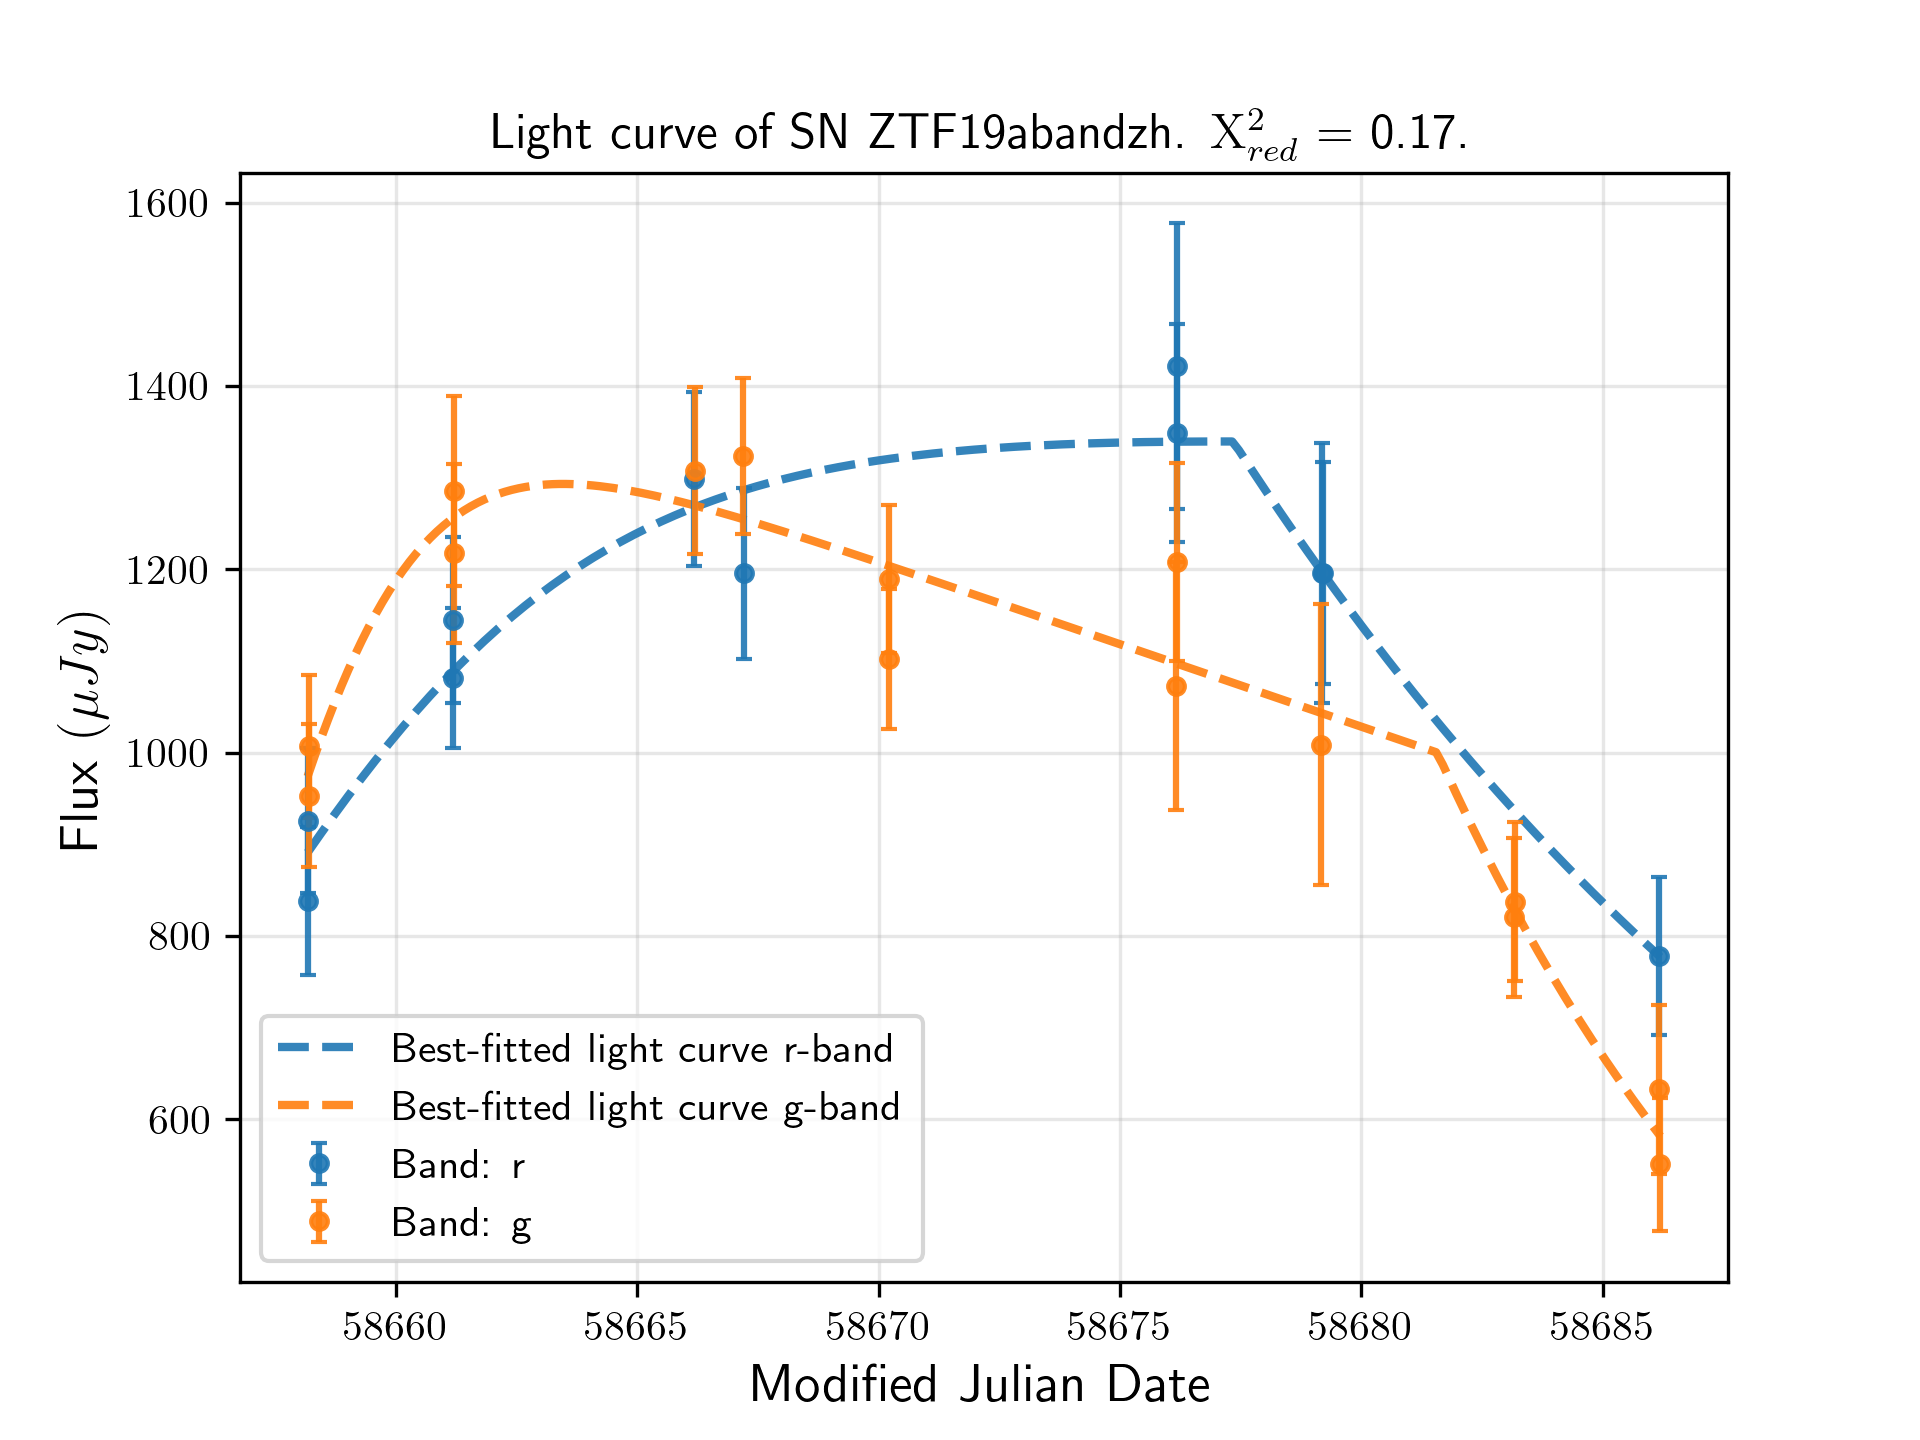 Light curve of SN ZTF19abandzh. X²red = 0.17.
1600
1400
1200
1000
800
600
Flux (μJy)
Best-fitted light curve r-band
Best-fitted light curve g-band
Band: r
Band: g
58660 58665 58670 58675 58680 58685
Modified Julian Date